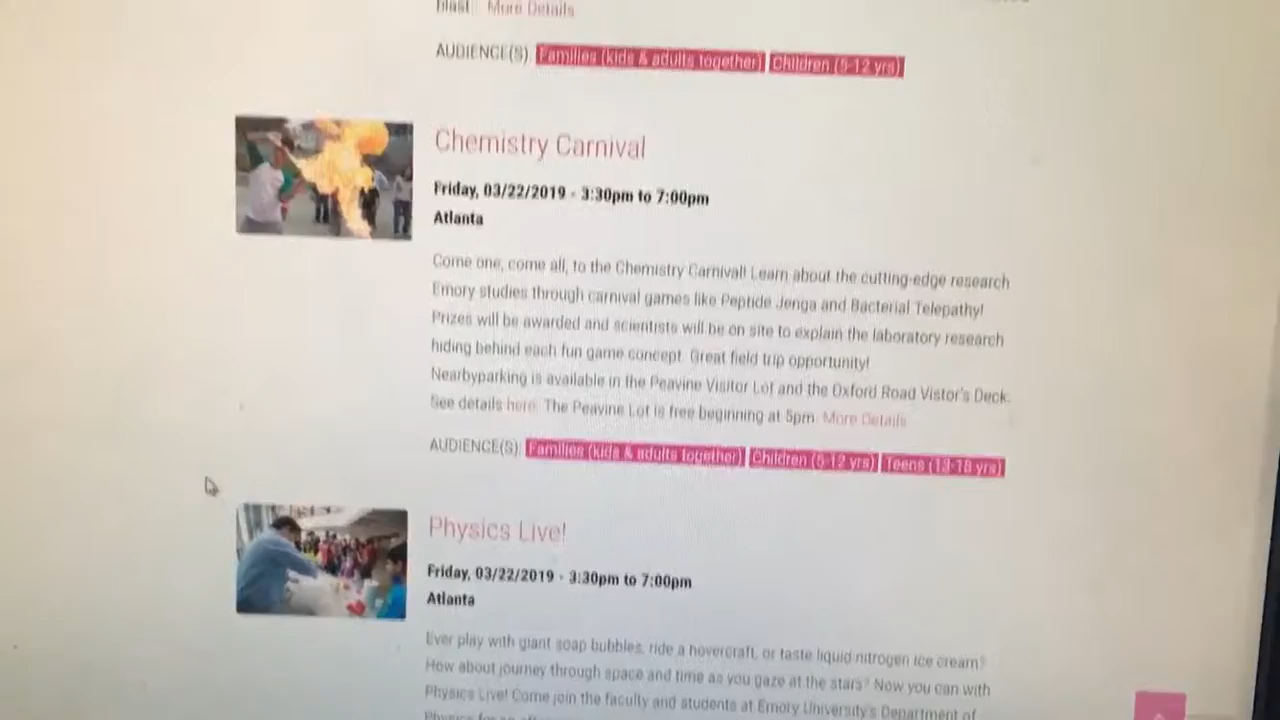 blast. More Details
AUDIENCE(S): Families (kids & adults together) Children (5-12 yrs)
Chemistry Carnival
Friday, 03/22/2019 - 3:30pm to 7:00pm
Atlanta
Come one, come all, to the Chemistry Carnival! Learn about the cutting-edge research
Emory studies through carnival games like Peptide Jenga and Bacterial Telepathy!
Prizes will be awarded and scientists will be on site to explain the laboratory research
hiding behind each fun game concept. Great field trip opportunity!
Nearbyparking is available in the Peavine Visitor Lot and the Oxford Road Vistor's Deck.
See details here. The Peavine Lot is free beginning at 5pm. More Details
AUDIENCE(S): Families (kids & adults together) Children (5-12 yrs) Teens (13-18 yrs)
Physics Live!
Friday, 03/22/2019 - 3:30pm to 7:00pm
Atlanta
Ever play with giant soap bubbles, ride a hovercraft, or taste liquid nitrogen ice cream?
How about journey through space and time as you gaze at the stars? Now you can with
Physics Live! Come join the faculty and students at Emory University's Department of
Physics for an